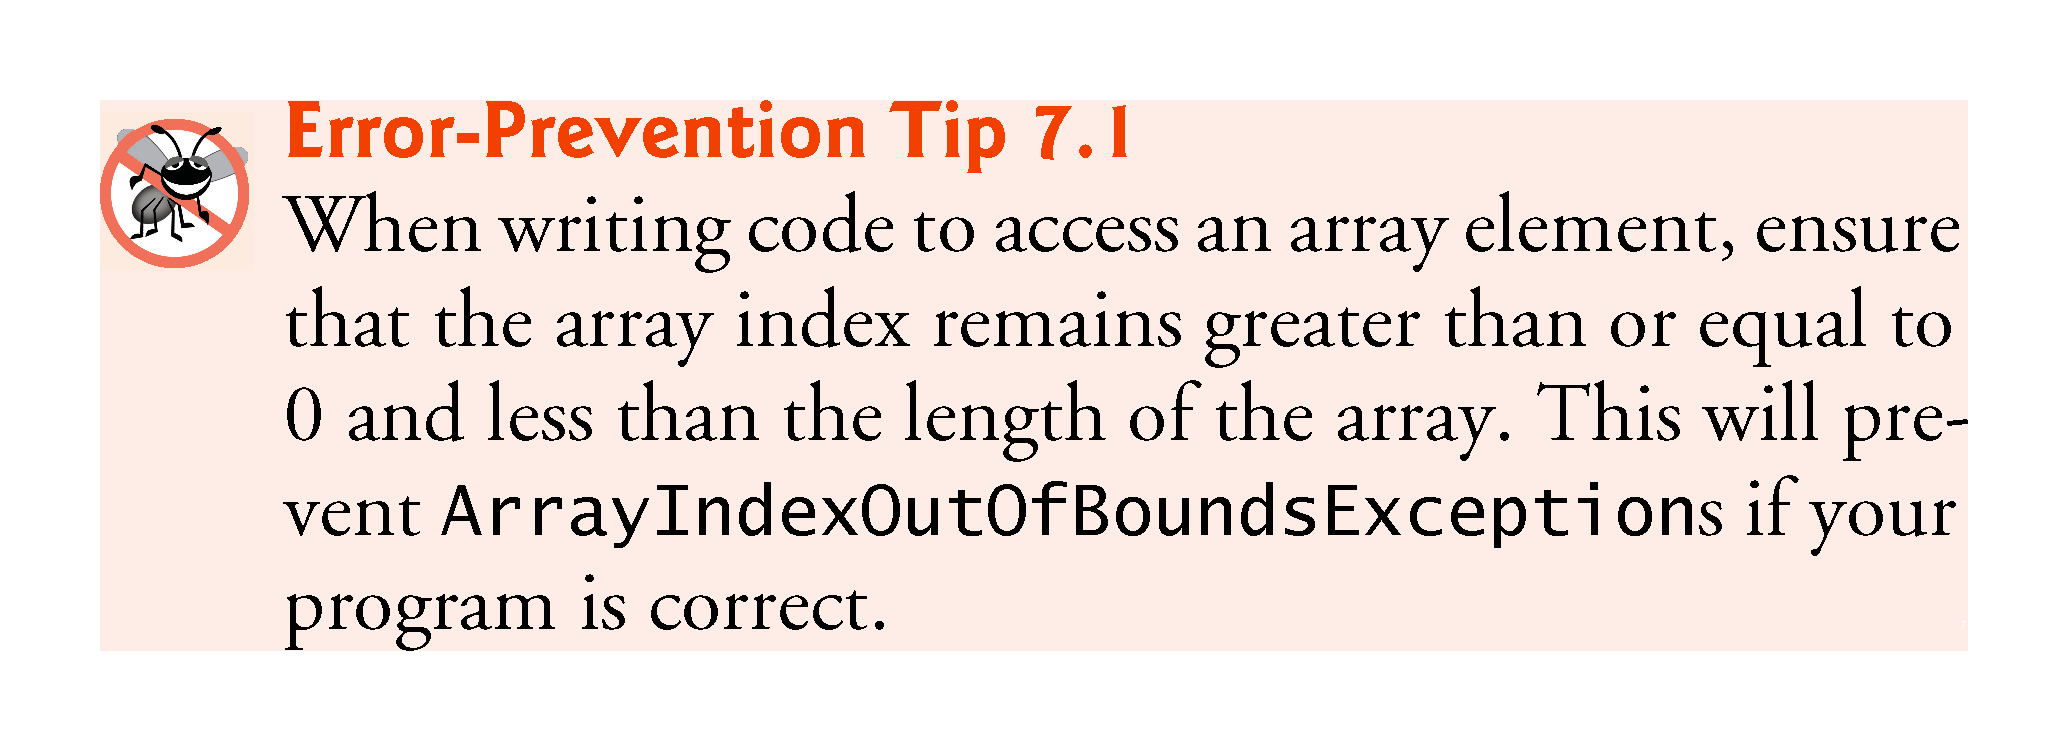 Error-Prevention Tip 7.1
When writing code to access an array element, ensure
that the array index remains greater than or equal to
0 and less than the length of the array. This will pre-
vent ArrayIndexOutOfBoundsExceptions if your
program is correct.